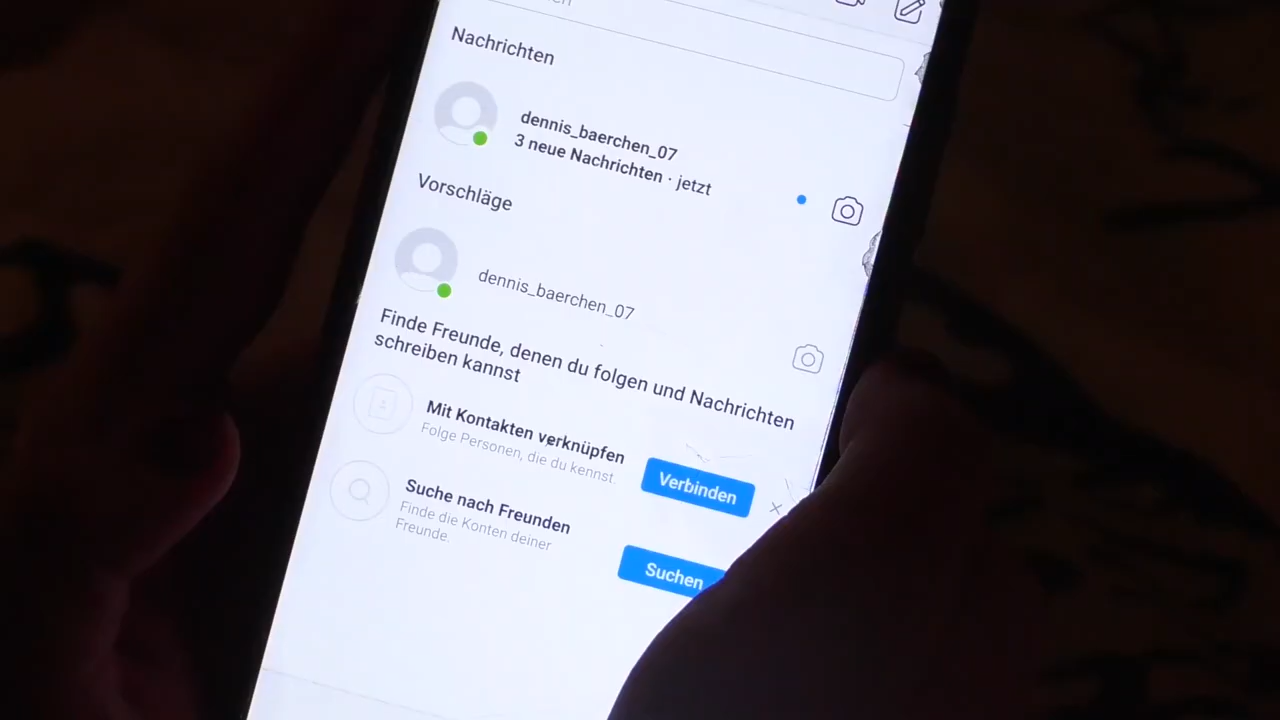 Nachrichten
dennis_baerchen_07
3 neue Nachrichten · jetzt
Vorschläge
dennis_baerchen_07
Finde Freunde, denen du folgen und Nachrichten
schreiben kannst
Mit Kontakten verknüpfen
Folge Personen, die du kennst.
Verbinden
Suche nach Freunden
Finde die Konten deiner
Freunde.
Suchen